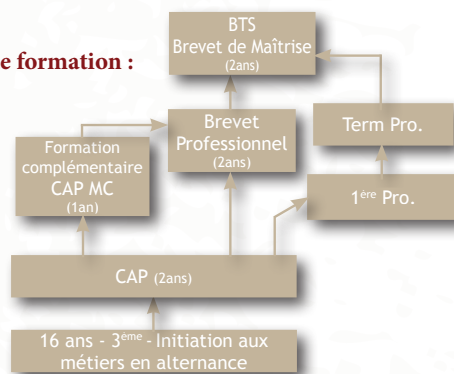 e formation :
BTS
Brevet de Maîtrise
(2ans)
Brevet
Professionnel
(2ans)
Term Pro.
Formation
complémentaire
CAP MC
(1an)
1ère Pro.
CAP (2ans)
16 ans - 3ème - Initiation aux
métiers en alternance